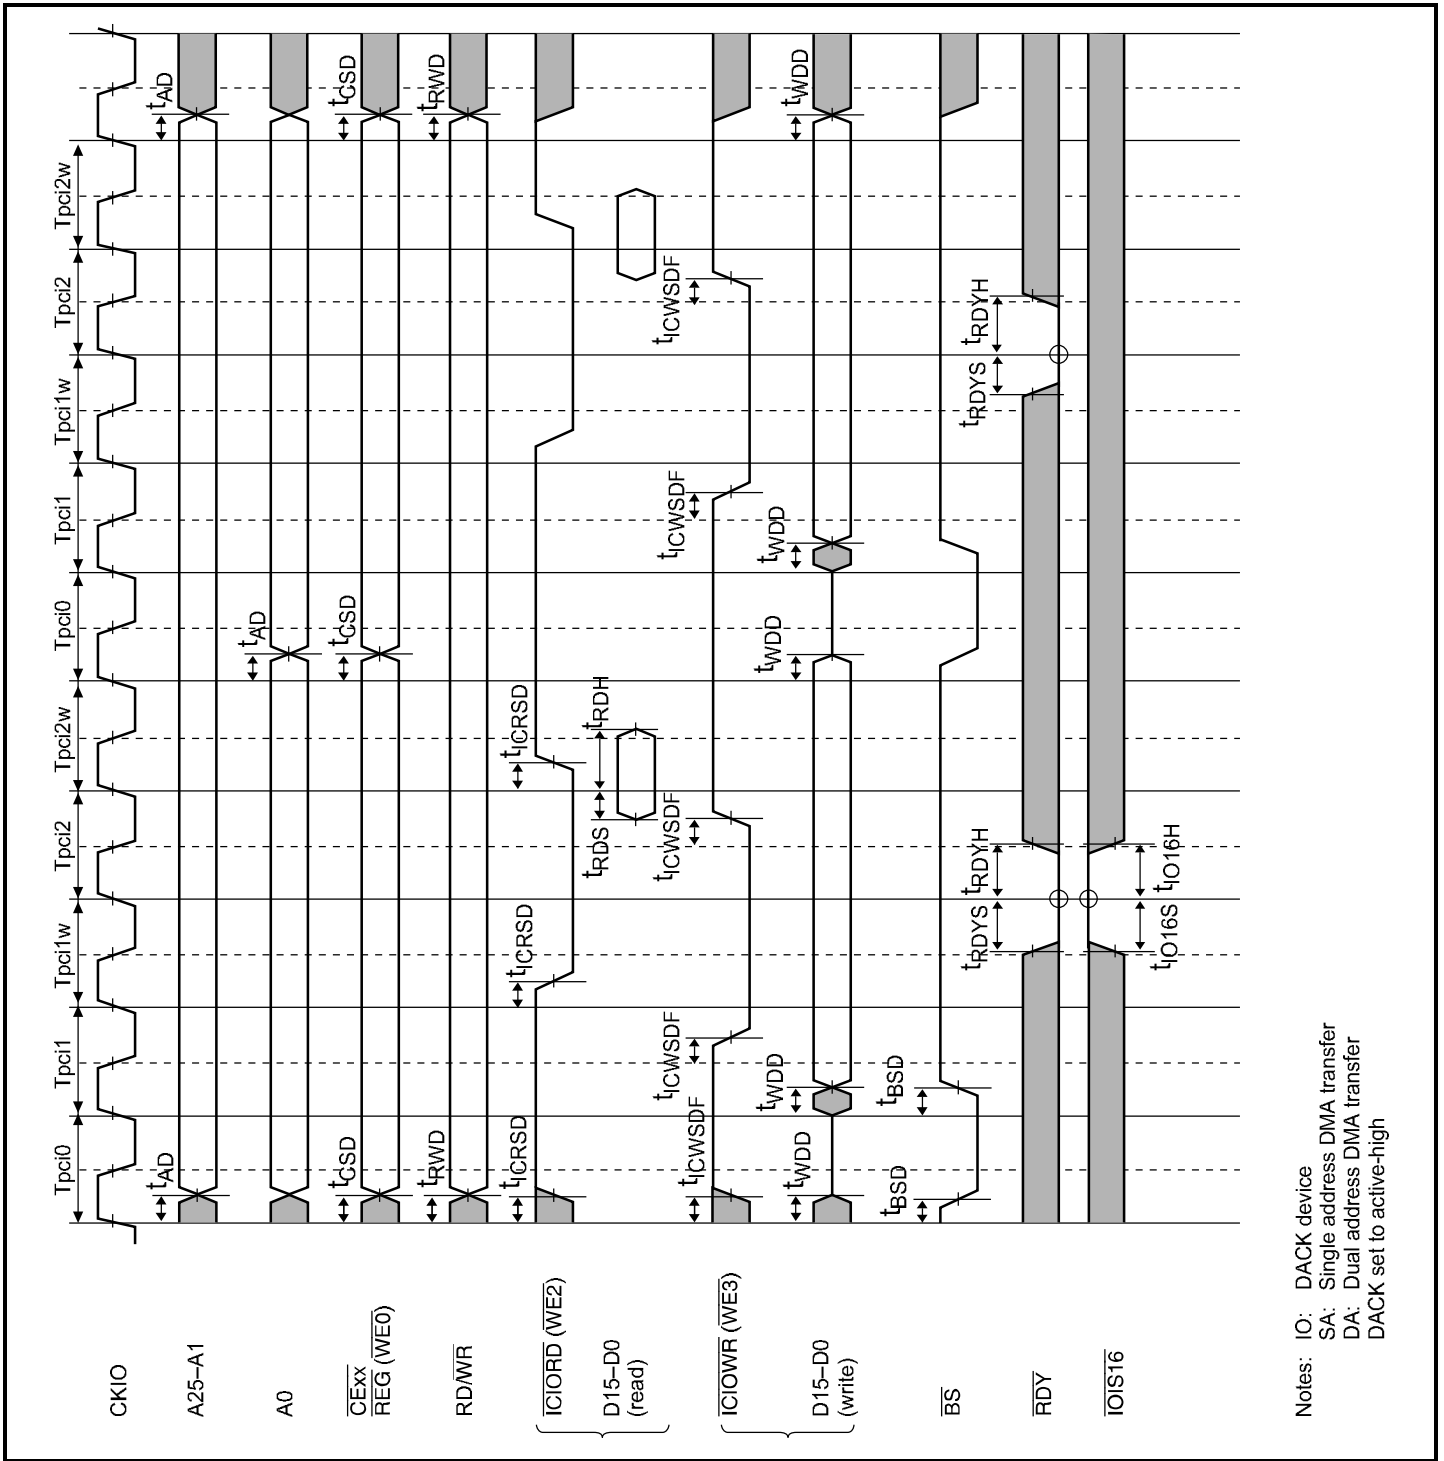 Tpci0 Tpci1 Tpci1w Tpci2 Tpci2w Tpci0 Tpci1 Tpci1w Tpci2 Tpci2w
CKIO
tAD tAD
A25–A1
tAD
A0
tCSD tCSD tCSD
CExx
REG (WE0)
tRWD tRWD
RD/WR
tICRSD tICRSD tICRSD
ICIORD (WE2)
tRDS tRDH
D15–D0
(read)
tICWSDF tICWSDF tICWSDF tICWSDF tICWSDF
ICIOWR (WE3)
tWDD tWDD tWDD tWDD tWDD
D15–D0
(write)
tBSD tBSD
BS
tRDYS tRDYH tRDYS tRDYH
RDY
IOIS16
tIO16S tIO16H
Notes: IO: DACK device
SA: Single address DMA transfer
DA: Dual address DMA transfer
DACK set to active-high